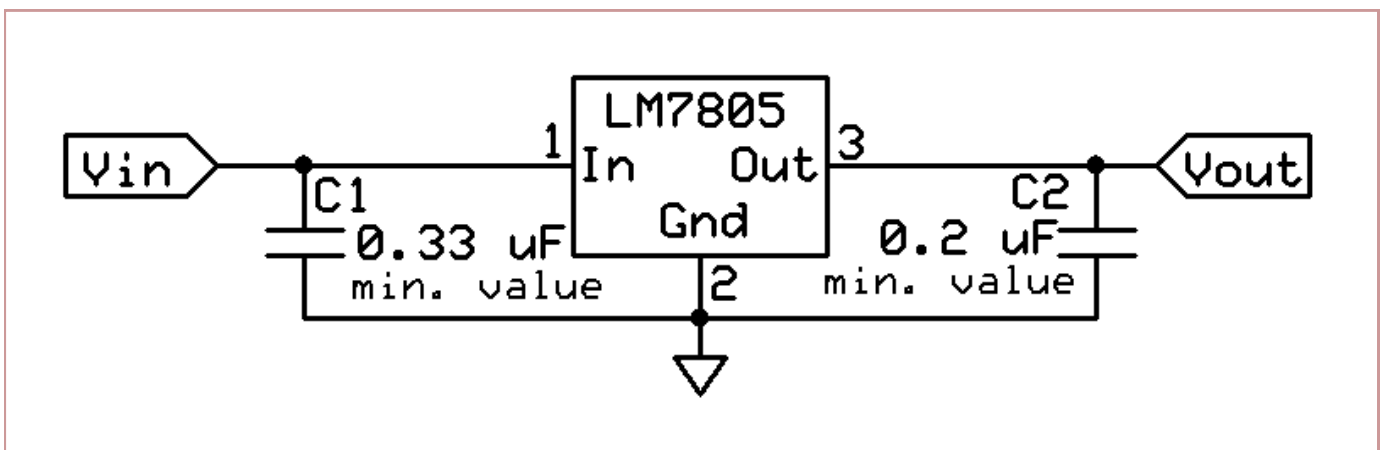 LM7805
Vin
1
In
Out
3
Vout
C1
C2
Gnd
0.33 uF
0.2 uF
min. value
2
min. value